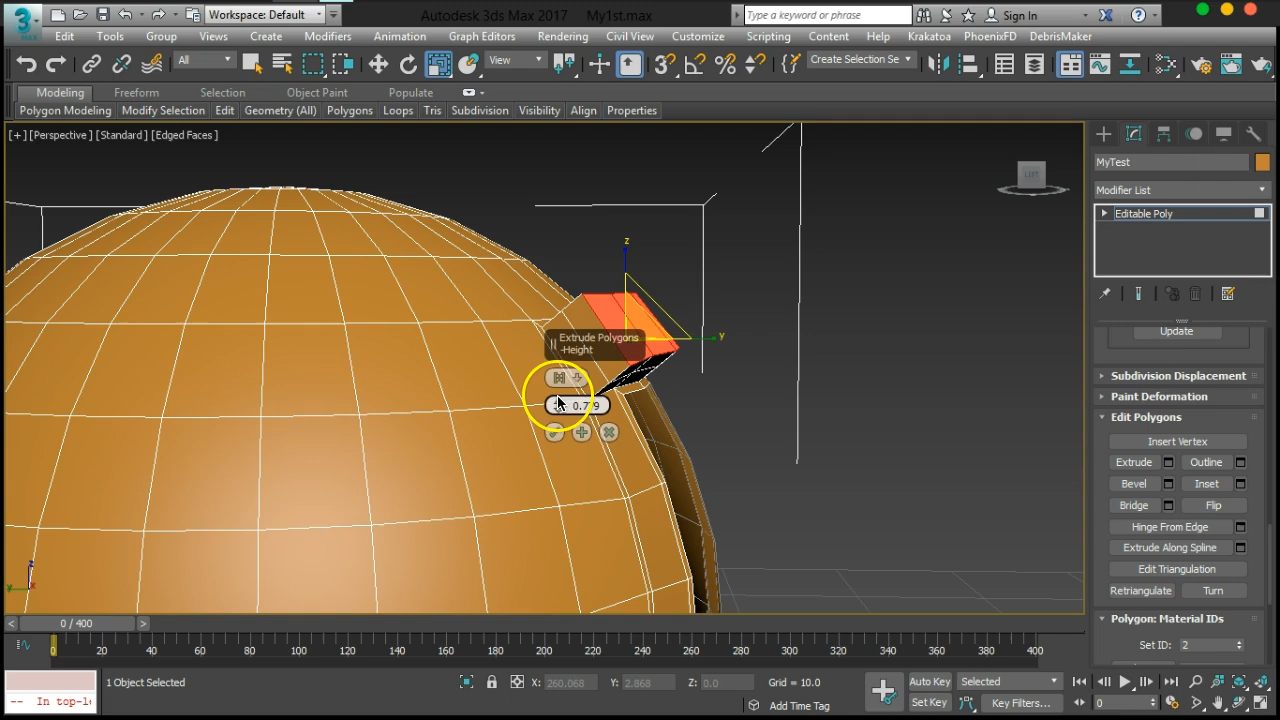 3
MAX
Workspace: Default
Autodesk 3ds Max 2017 My1st.max
Type a keyword or phrase
Sign In
Edit Tools Group Views Create Modifiers Animation Graph Editors Rendering Civil View Customize Scripting Content Help Krakatoa PhoenixFD DebrisMaker
All
View
Create Selection Se
Modeling Freeform Selection Object Paint Populate
Polygon Modeling Modify Selection Edit Geometry (All) Polygons Loops Tris Subdivision Visibility Align Properties
[+] [Perspective] [Standard] [Edged Faces]
LEFT
z
y
Extrude Polygons
-Height
z
y
x
MyTest
Modifier List
Editable Poly
Update
Subdivision Displacement
Paint Deformation
Edit Polygons
Insert Vertex
Extrude Outline
Bevel Inset
Bridge Flip
Hinge From Edge
Extrude Along Spline
Edit Triangulation
Retriangulate Turn
Polygon: Material IDs
Set ID: 2
< 0 / 400 >
0 20 40 60 80 100 120 140 160 180 200 220 240 260 280 300 320 340 360 380 400
1 Object Selected
X: 260.068 Y: 2.868 Z: 0.0 Grid = 10.0
Auto Key Selected
-- In top-le
Add Time Tag
Set Key Key Filters...
0